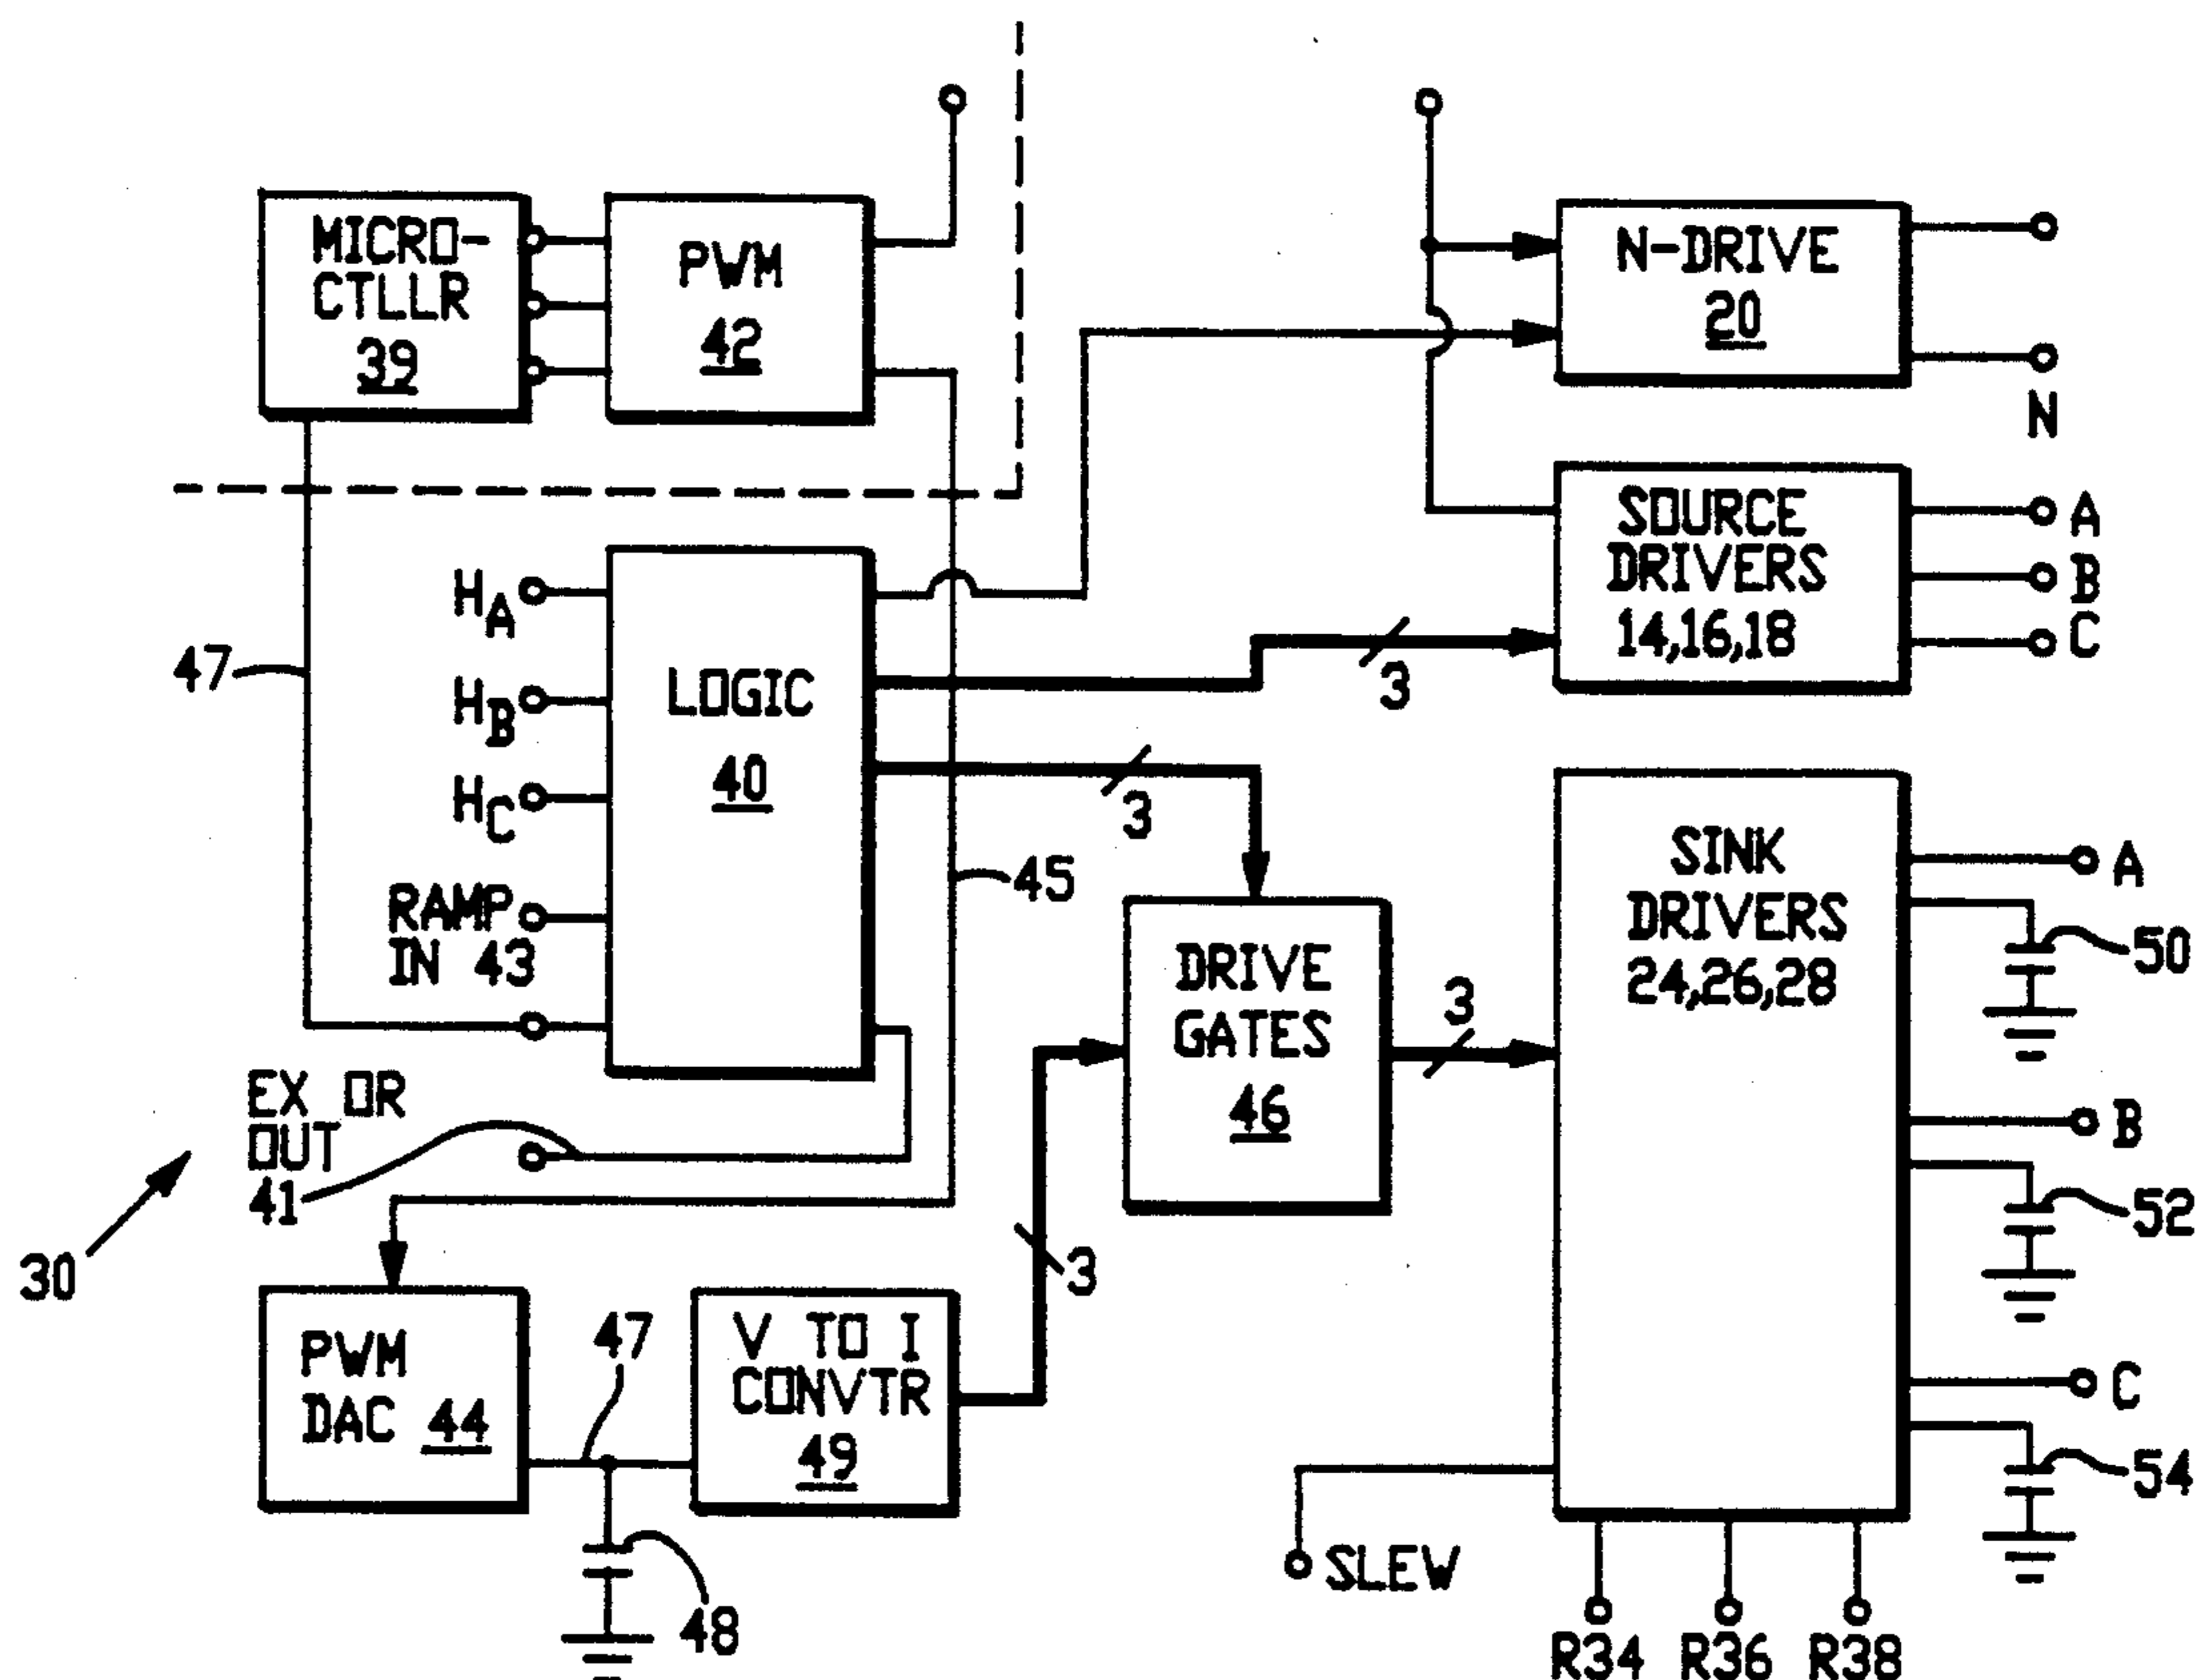 MICRO-
CTLLR
39
PWM
42
N-DRIVE
20
N
SOURCE
DRIVERS
14,16,18
A
B
C
HA
HB
HC
RAMP
IN 43
47
LOGIC
40
3
3
45
EX OR
OUT
41
30
DRIVE
GATES
46
3
3
SINK
DRIVERS
24,26,28
A
50
B
52
C
54
PWM
DAC 44
47
48
V TO I
CONVTR
49
SLEW
R34 R36 R38